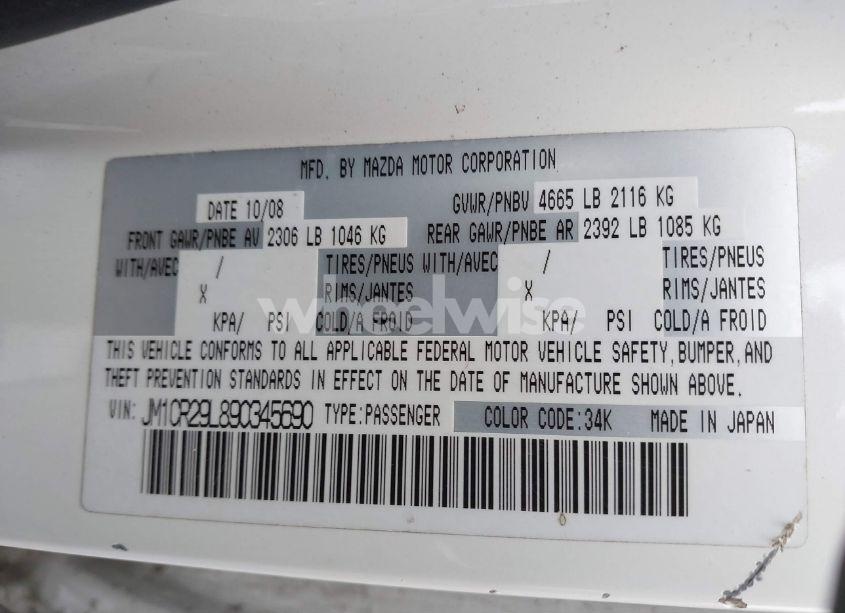 MFD. BY MAZDA MOTOR CORPORATION
DATE 10/08 GVWR/PNBV 4665 LB 2116 KG
FRONT GAWR/PNBE AV 2306 LB 1046 KG REAR GAWR/PNBE AR 2392 LB 1085 KG
WITH/AVEC / TIRES/PNEUS WITH/AVEC / TIRES/PNEUS
X RIMS/JANTES X RIMS/JANTES
wheelwise
KPA/ PSI COLD/A FROID KPA/ PSI COLD/A FROID
THIS VEHICLE CONFORMS TO ALL APPLICABLE FEDERAL MOTOR VEHICLE SAFETY,BUMPER,AND
THEFT PREVENTION STANDARDS IN EFFECT ON THE DATE OF MANUFACTURE SHOWN ABOVE.
VIN: JM1CR29L890345690 TYPE:PASSENGER COLOR CODE:34K MADE IN JAPAN